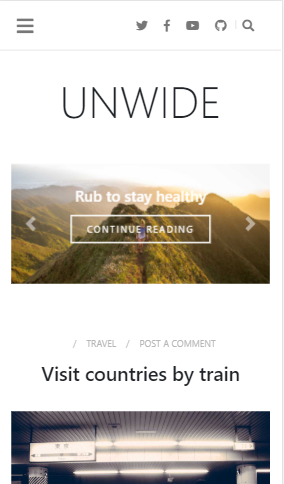 UNWIDE
Rub to stay healthy
CONTINUE READING
/ TRAVEL / POST A COMMENT
Visit countries by train